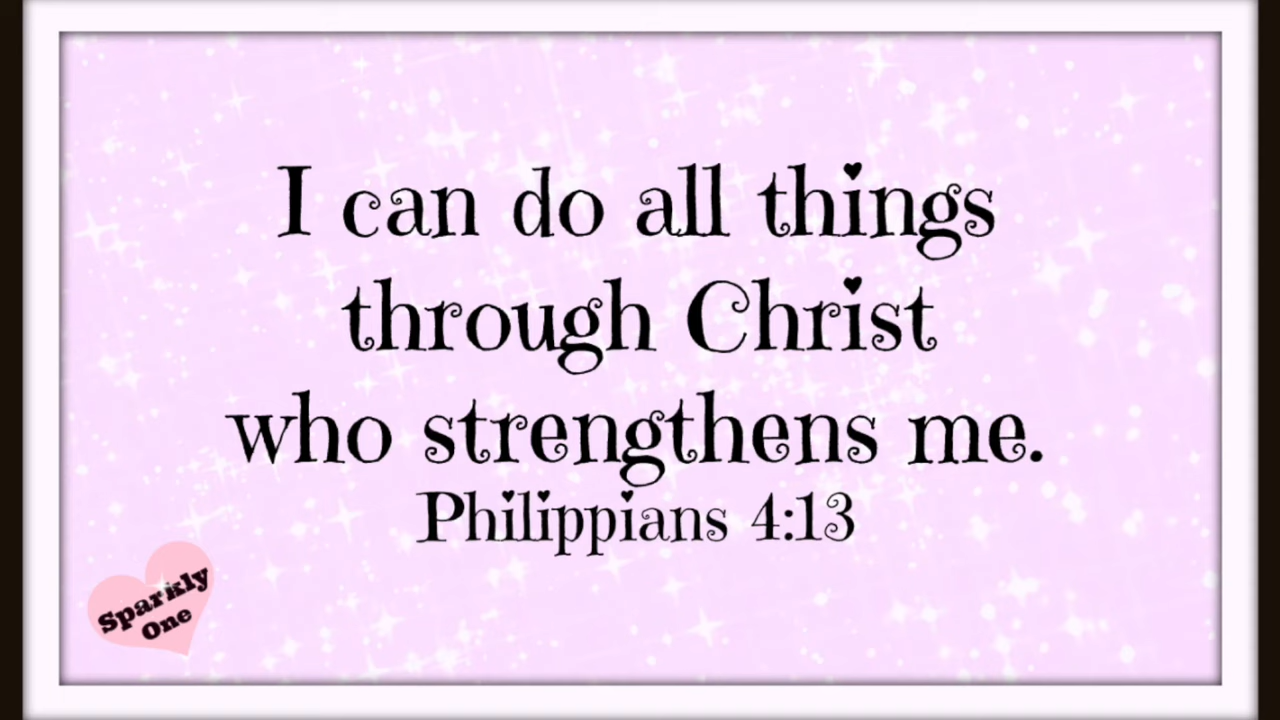 I can do all things
through Christ
who strengthens me.
Philippians 4:13
Sparkly
One